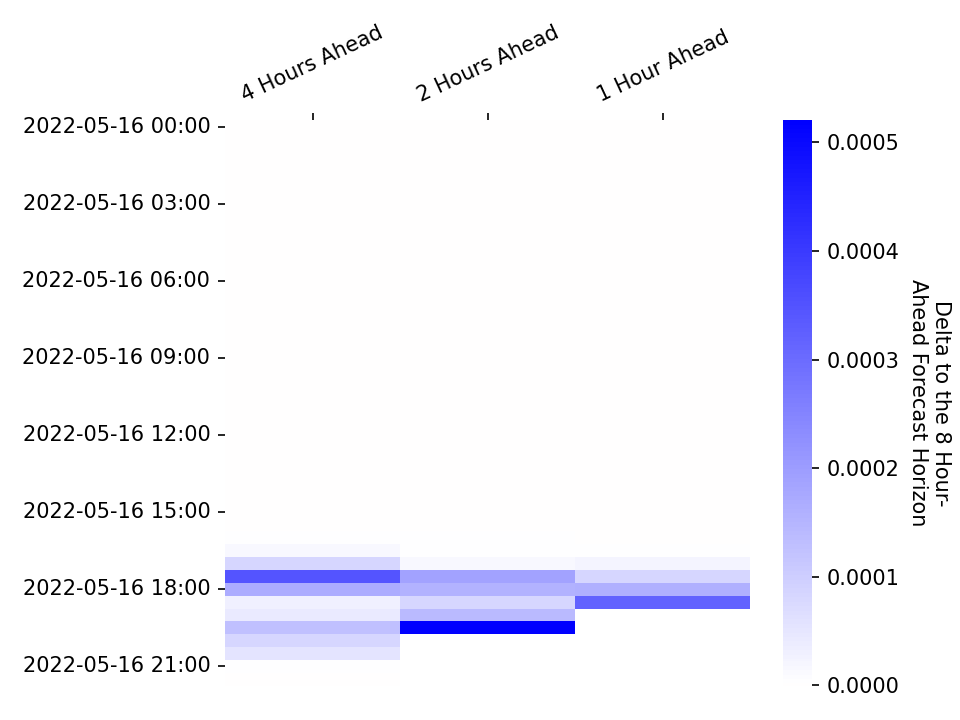 4 Hours Ahead
2 Hours Ahead
1 Hour Ahead
2022-05-16 00:00
2022-05-16 03:00
2022-05-16 06:00
2022-05-16 09:00
2022-05-16 12:00
2022-05-16 15:00
2022-05-16 18:00
2022-05-16 21:00
0.0005
0.0004
0.0003
0.0002
0.0001
0.0000
Delta to the 8 Hour-
Ahead Forecast Horizon